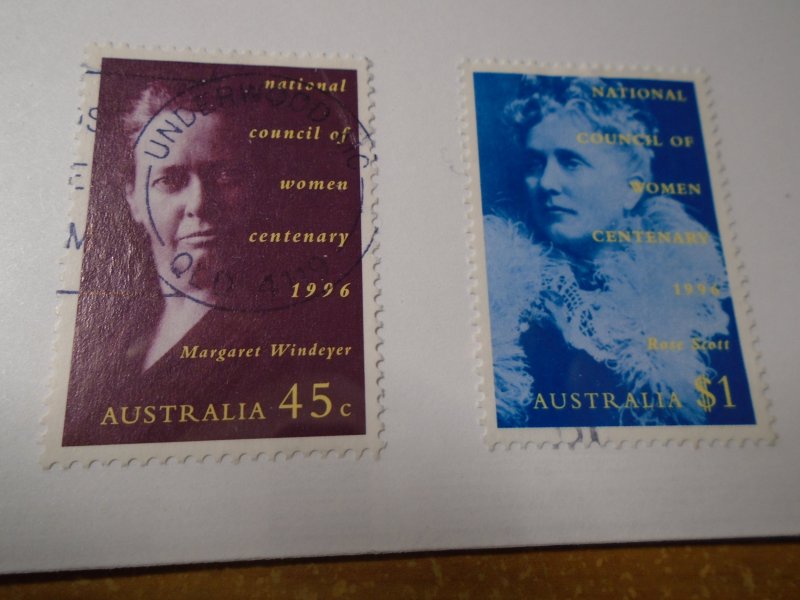 national
council of
women
centenary
1996
Margaret Windeyer
AUSTRALIA 45c
UNDERWOOD
NATIONAL
COUNCIL OF
WOMEN
CENTENARY
1996
Rose Scott
AUSTRALIA $1